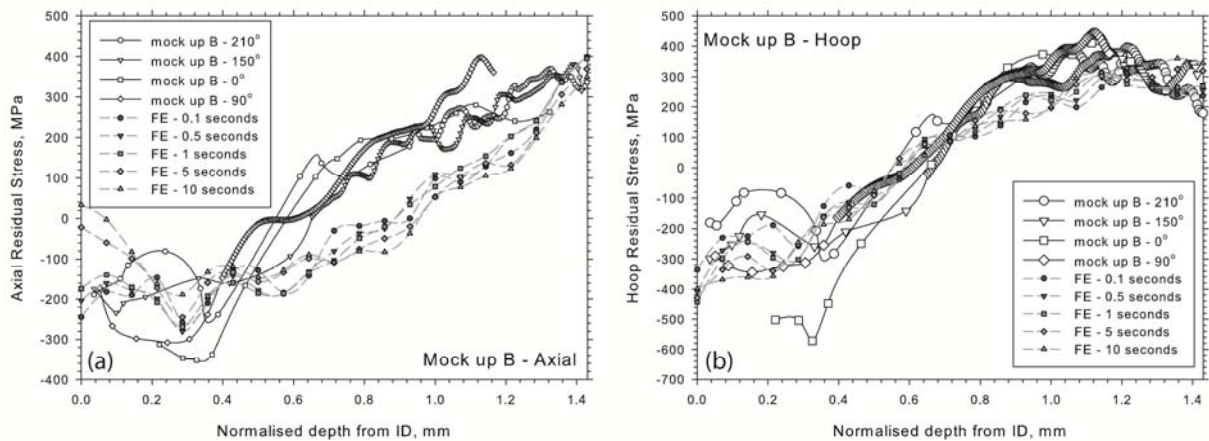 Axial Residual Stress, MPa
500
400
300
200
100
0
-100
-200
-300
-400
mock up B - 210°
mock up B - 150°
mock up B - 0°
mock up B - 90°
FE - 0.1 seconds
FE - 0.5 seconds
FE - 1 seconds
FE - 5 seconds
FE - 10 seconds
(a)
Mock up B - Axial
0.0 0.2 0.4 0.6 0.8 1.0 1.2 1.4
Normalised depth from ID, mm
Hoop Residual Stress, MPa
500
400
300
200
100
0
-100
-200
-300
-400
-500
-600
-700
Mock up B - Hoop
mock up B - 210°
mock up B - 150°
mock up B - 0°
mock up B - 90°
FE - 0.1 seconds
FE - 0.5 seconds
FE - 1 seconds
FE - 5 seconds
FE - 10 seconds
(b)
0.0 0.2 0.4 0.6 0.8 1.0 1.2 1.4
Normalised depth from ID, mm